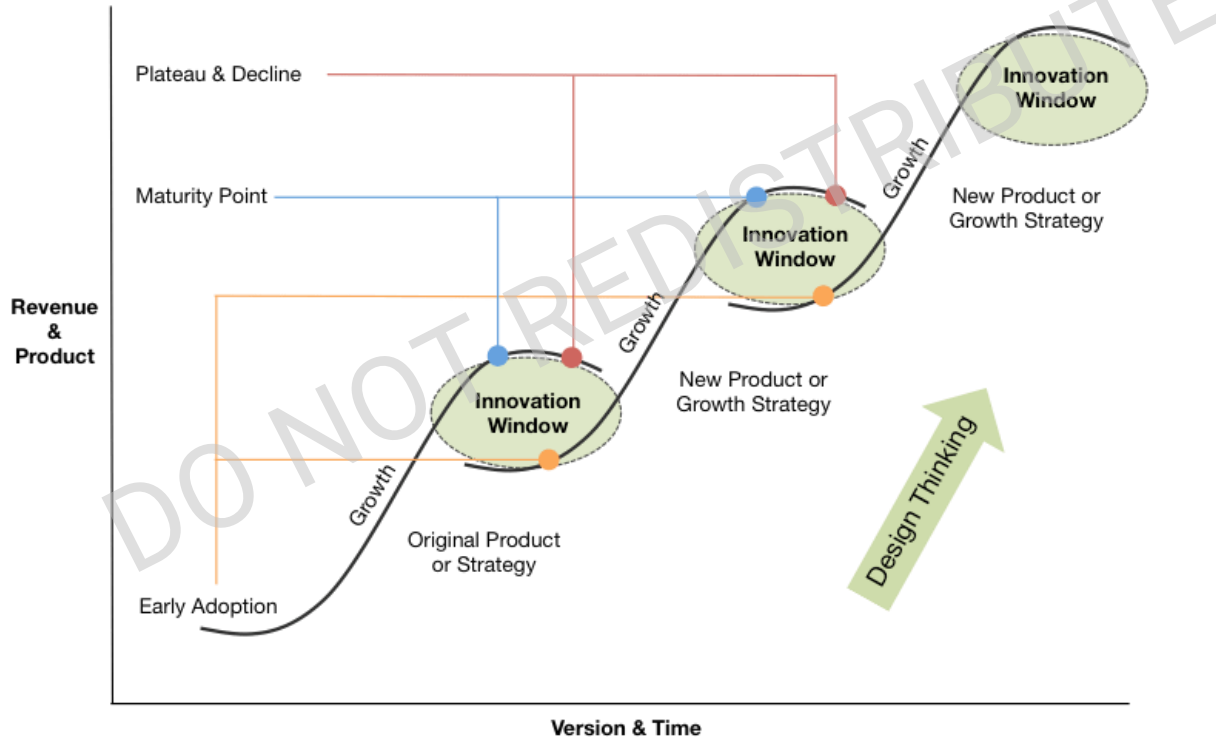 Plateau & Decline
Innovation
Window
Growth
Maturity Point
New Product or
Growth Strategy
Innovation
Window
Revenue
&
Product
Growth
Innovation
Window
New Product or
Growth Strategy
Growth
Design Thinking
Original Product
or Strategy
Early Adoption
Version & Time
DO NOT REDISTRIBUTE